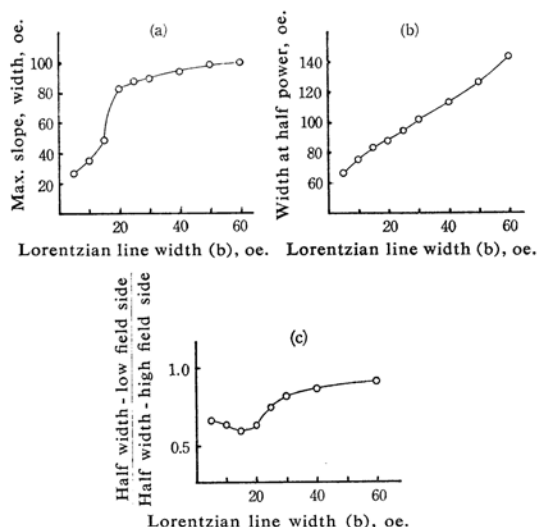 (a)
Max. slope, width, oe.
100
80
60
40
20
20 40 60
Lorentzian line width (b), oe.
(b)
Width at half power, oe.
140
120
100
80
60
20 40 60
Lorentzian line width (b), oe.
(c)
Half width - low field side
Half width - high field side
1.0
0.5
20 40 60
Lorentzian line width (b), oe.